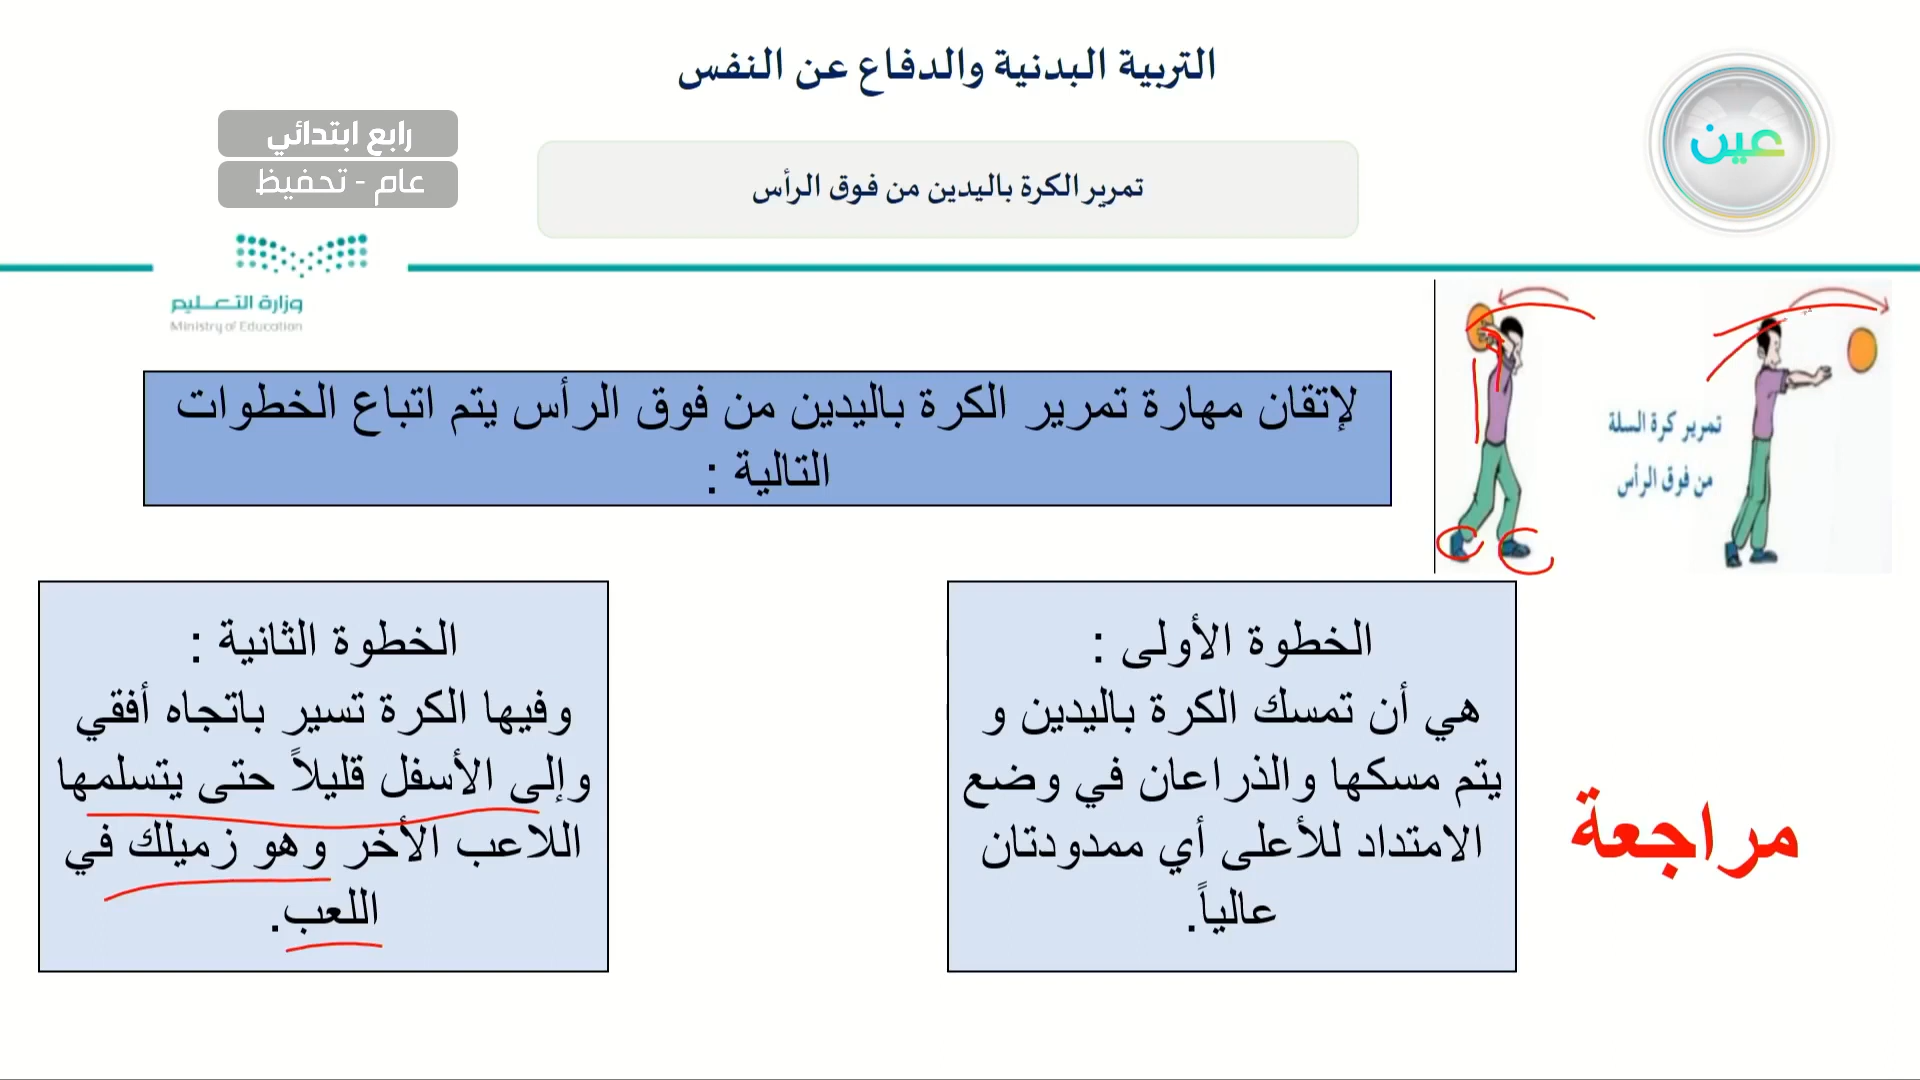 التربية البدنية والدفاع عن النفس
عين
رابع ابتدائي
عام - تحفيظ
تمرير الكرة باليدين من فوق الرأس
وزارة التعليم
Ministry of Education
لإتقان مهارة تمرير الكرة باليدين من فوق الرأس يتم اتباع الخطوات
التالية :
تمرير كرة السلة
من فوق الرأس
الخطوة الأولى :
هي أن تمسك الكرة باليدين و
يتم مسكها والذراعان في وضع
الامتداد للأعلى أي ممدودتان
عالياً.
الخطوة الثانية :
وفيها الكرة تسير باتجاه أفقي
وإلى الأسفل قليلاً حتى يتسلمها
اللاعب الأخر وهو زميلك في
اللعب.
مراجعة